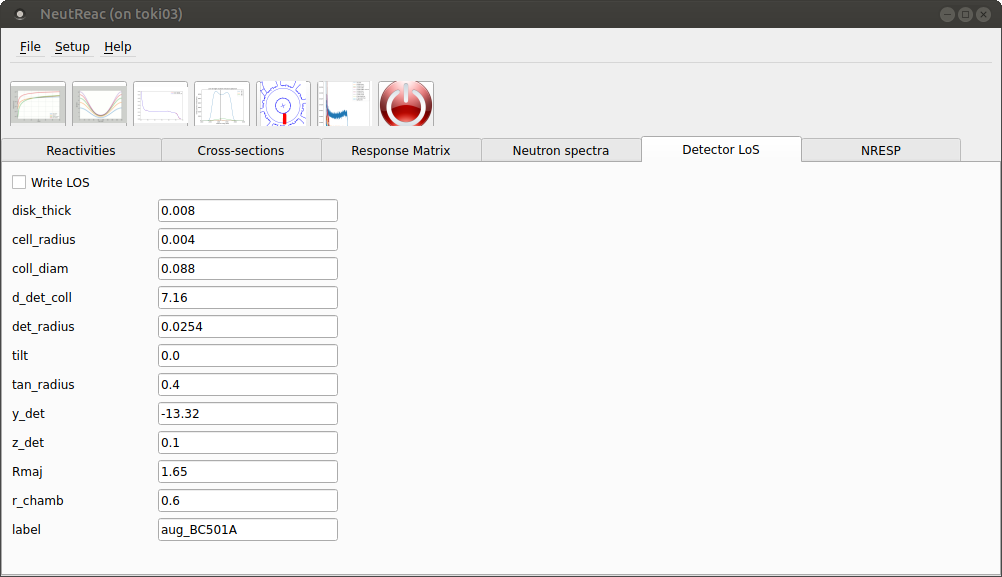 NeutReac (on toki03)
File Setup Help
Reactivities Cross-sections Response Matrix Neutron spectra Detector LoS NRESP
Write LOS
disk_thick 0.008
cell_radius 0.004
coll_diam 0.088
d_det_coll 7.16
det_radius 0.0254
tilt 0.0
tan_radius 0.4
y_det -13.32
z_det 0.1
Rmaj 1.65
r_chamb 0.6
label aug_BC501A